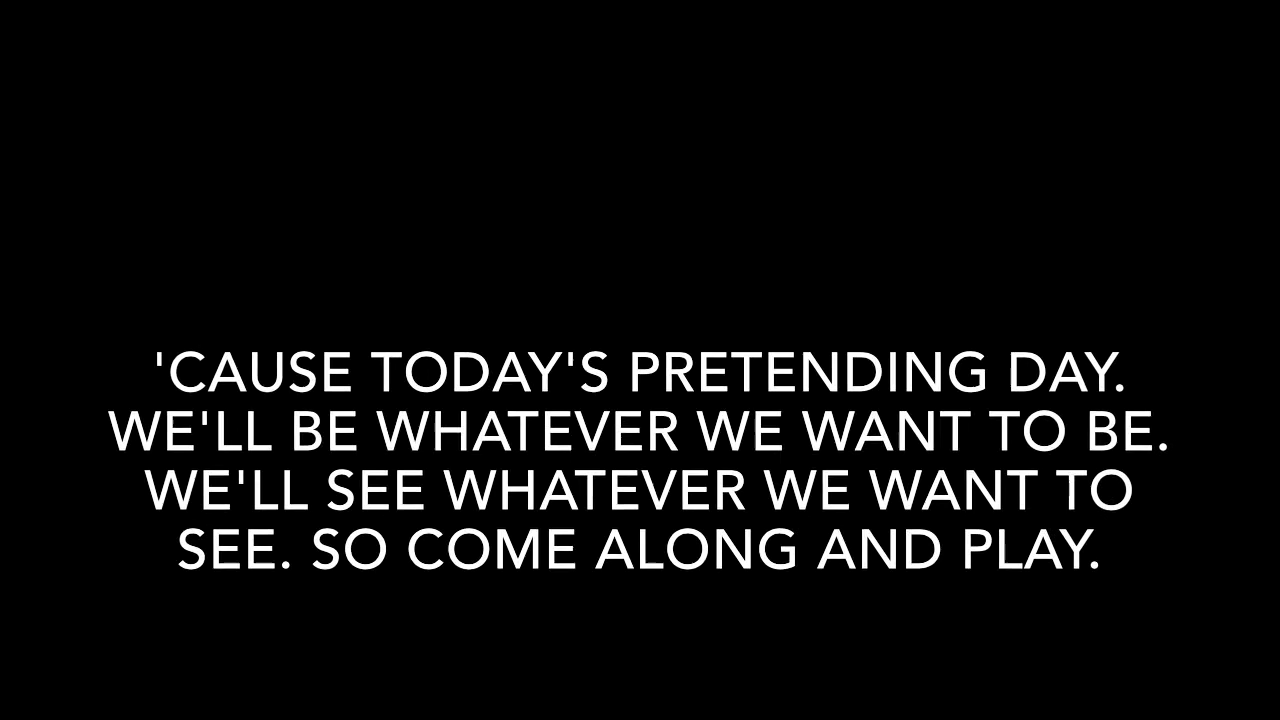 'CAUSE TODAY'S PRETENDING DAY.
WE'LL BE WHATEVER WE WANT TO BE.
WE'LL SEE WHATEVER WE WANT TO
SEE. SO COME ALONG AND PLAY.